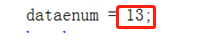 dataenum = 13;